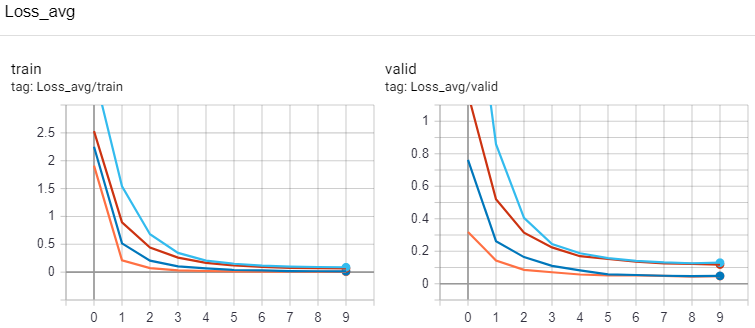 Loss_avg
train
tag: Loss_avg/train
2.5
2
1.5
1
0.5
0
0 1 2 3 4 5 6 7 8 9
valid
tag: Loss_avg/valid
1
0.8
0.6
0.4
0.2
0
0 1 2 3 4 5 6 7 8 9